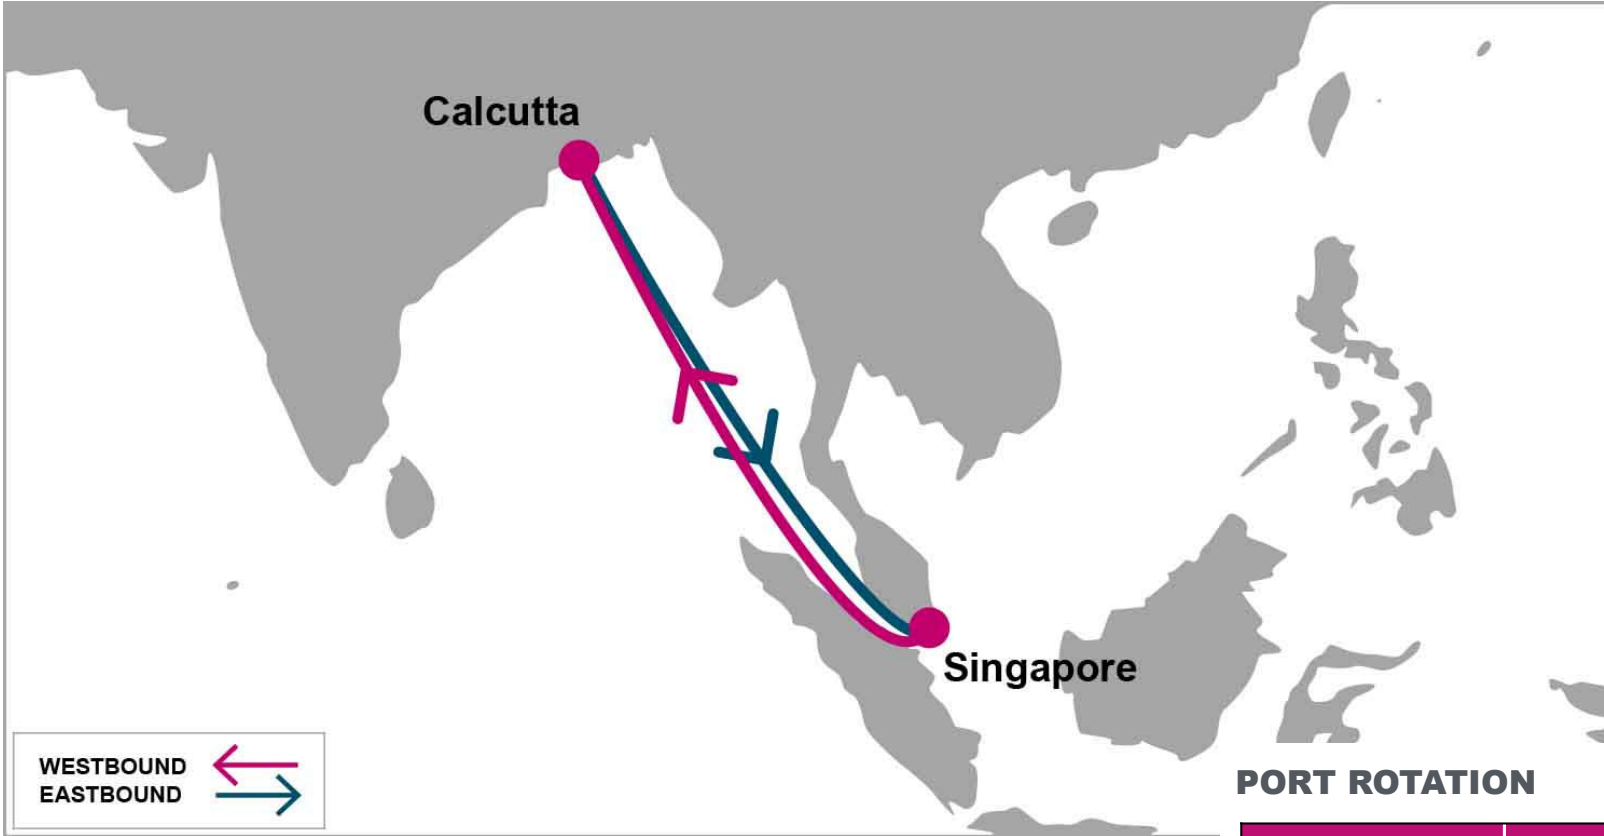 Calcutta
Singapore
WESTBOUND
EASTBOUND
PORT ROTATION